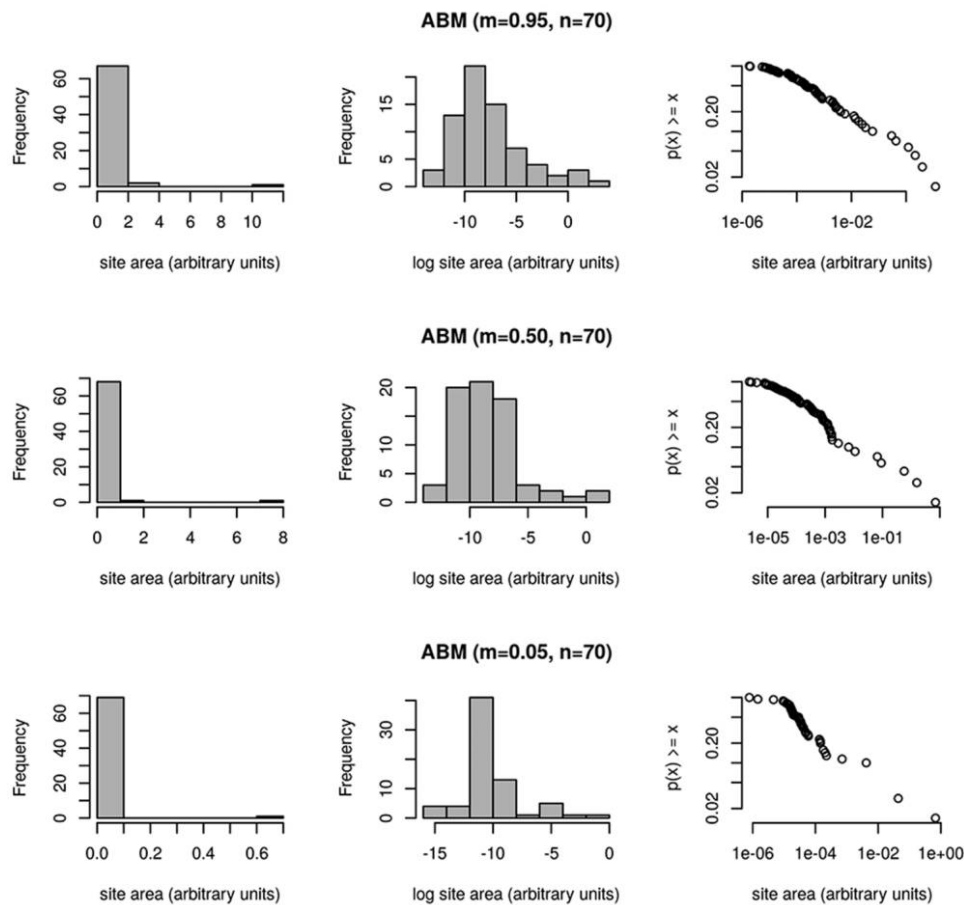 ABM (m=0.95, n=70)
Frequency
0 20 40 60
0 2 4 6 8 10
site area (arbitrary units)
Frequency
0 5 15
-10 -5 0
log site area (arbitrary units)
p(x) >= x
0.02 0.20
1e-06 1e-02
site area (arbitrary units)
ABM (m=0.50, n=70)
Frequency
0 20 40 60
0 2 4 6 8
site area (arbitrary units)
Frequency
0 5 10 20
-10 -5 0
log site area (arbitrary units)
p(x) >= x
0.02 0.20
1e-05 1e-03 1e-01
site area (arbitrary units)
ABM (m=0.05, n=70)
Frequency
0 20 40 60
0.0 0.2 0.4 0.6
site area (arbitrary units)
Frequency
0 10 30
-15 -10 -5 0
log site area (arbitrary units)
p(x) >= x
0.02 0.20
1e-06 1e-04 1e-02 1e+00
site area (arbitrary units)